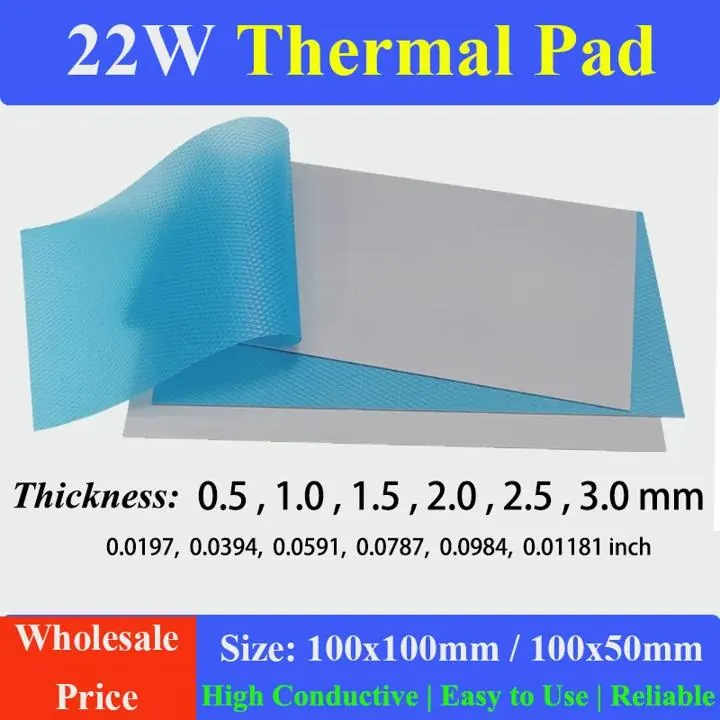 22W Thermal Pad
Thickness: 0.5 , 1.0 , 1.5 , 2.0 , 2.5 , 3.0 mm
0.0197, 0.0394, 0.0591, 0.0787, 0.0984, 0.01181 inch
Wholesale
Price
Size: 100x100mm / 100x50mm
High Conductive | Easy to Use | Reliable